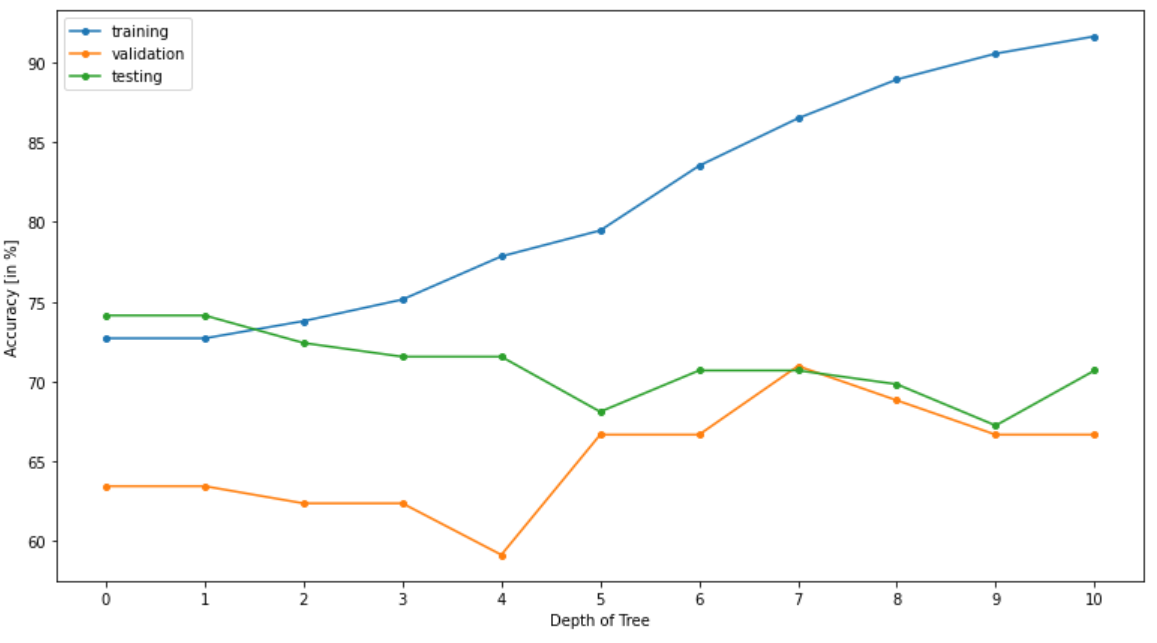 training
validation
testing
90
85
80
75
70
65
60
Accuracy [in %]
0 1 2 3 4 5 6 7 8 9 10
Depth of Tree